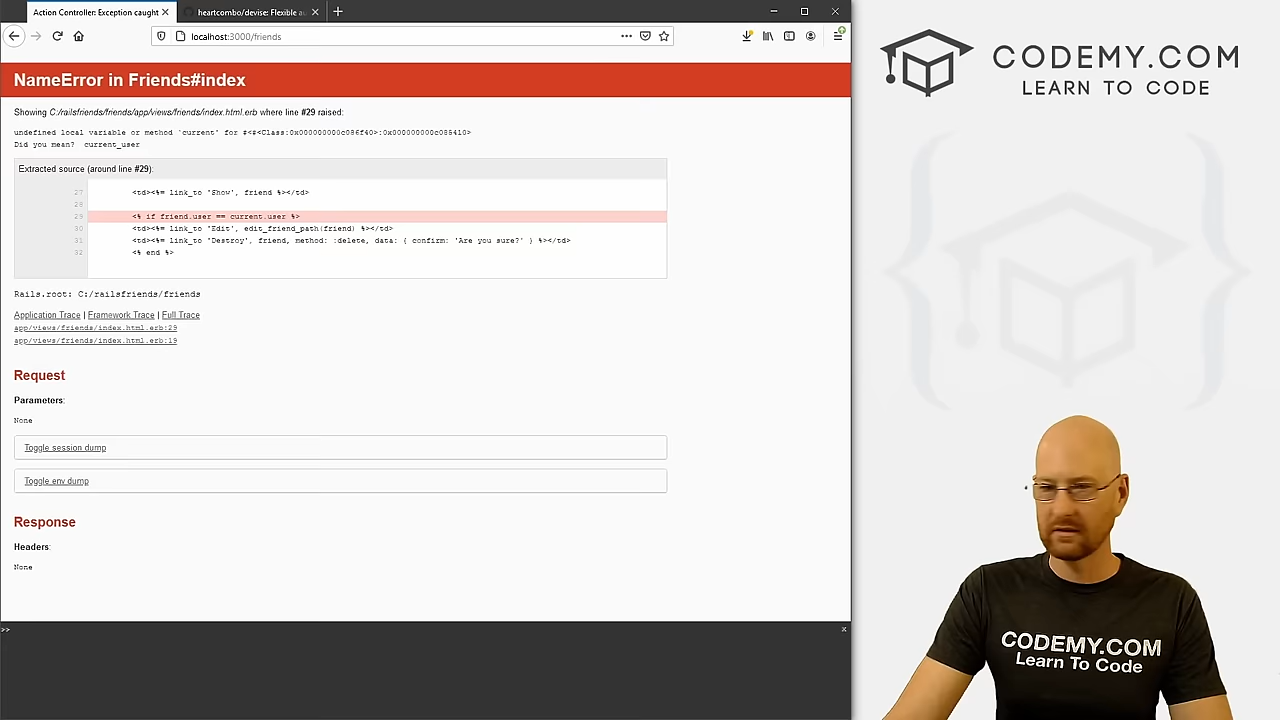 Action Controller: Exception caught
heartcombo/devise: Flexible au
localhost:3000/friends
NameError in Friends#index
Showing C:/railsfriends/friends/app/views/friends/index.html.erb where line #29 raised:
undefined local variable or method `current' for #<#<Class:0x000000000c086f40>:0x000000000c085410>
Did you mean?  current_user
Extracted source (around line #29):
27 <td><%= link_to 'Show', friend %></td>
28
29 <% if friend.user == current.user %>
30 <td><%= link_to 'Edit', edit_friend_path(friend) %></td>
31 <td><%= link_to 'Destroy', friend, method: :delete, data: { confirm: 'Are you sure?' } %></td>
32 <% end %>
Rails.root: C:/railsfriends/friends
Application Trace | Framework Trace | Full Trace
app/views/friends/index.html.erb:29
app/views/friends/index.html.erb:19
Request
Parameters:
None
Toggle session dump
Toggle env dump
Response
Headers:
None
>>
x
CODEMY.COM
LEARN TO CODE
CODEMY.COM
Learn To Code